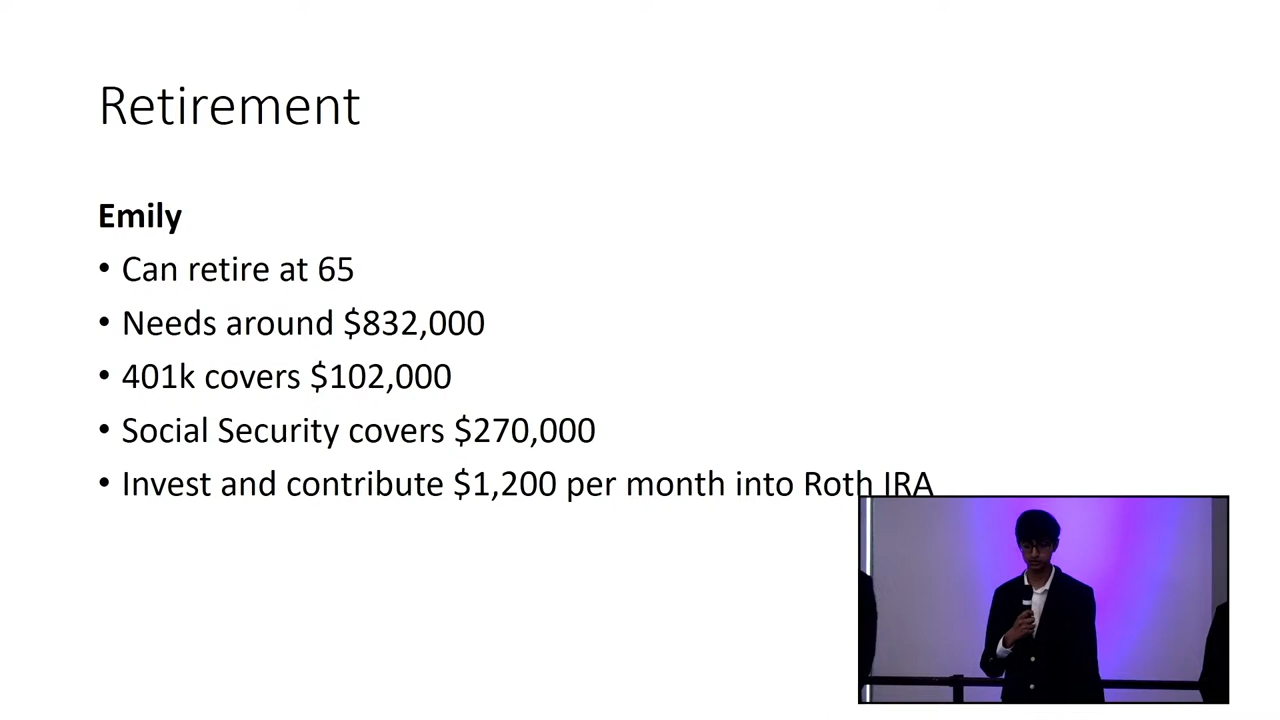 Retirement
Emily
• Can retire at 65
• Needs around $832,000
• 401k covers $102,000
• Social Security covers $270,000
• Invest and contribute $1,200 per month into Roth IRA